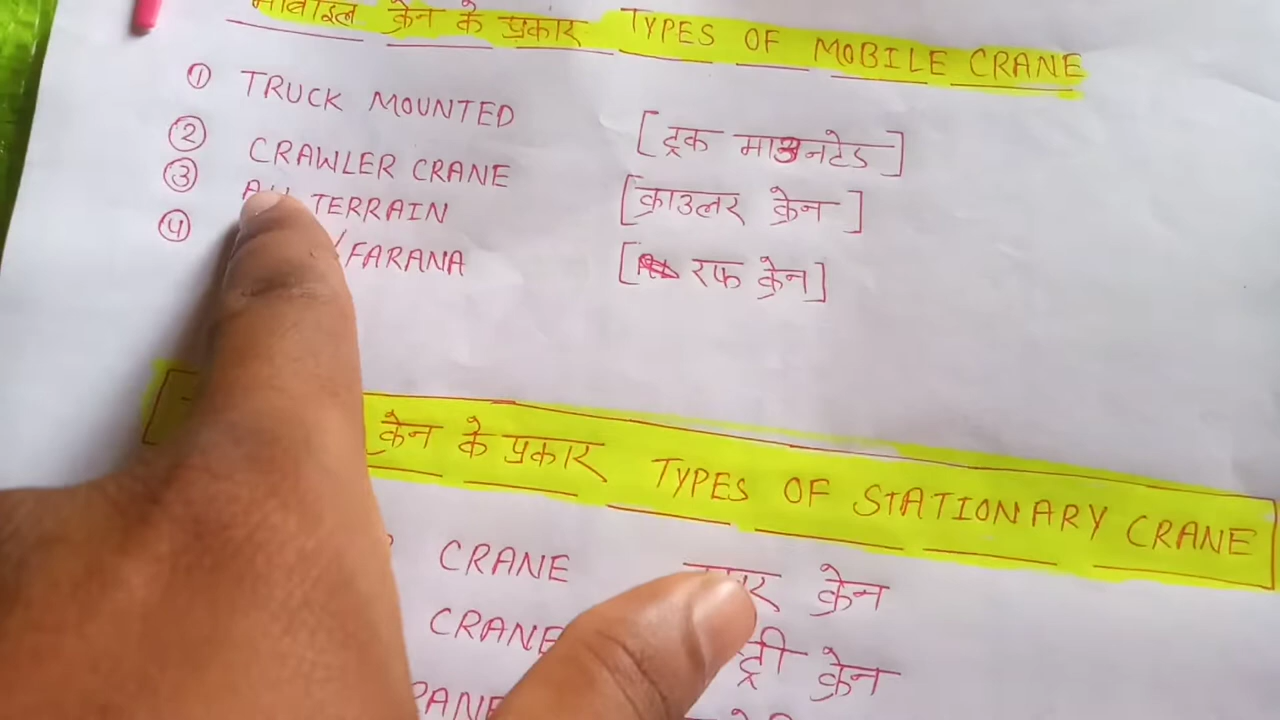 मोबाइल क्रेन के प्रकार TYPES OF MOBILE CRANE
① TRUCK MOUNTED [ट्रक माउनटेड]
② CRAWLER CRANE [क्राउलर क्रेन]
③ TERRAIN [रफ क्रेन]
④ /FARANA
क्रेन के प्रकार TYPES OF STATIONARY CRANE
CRANE क्रेन
CRANE क्रेन